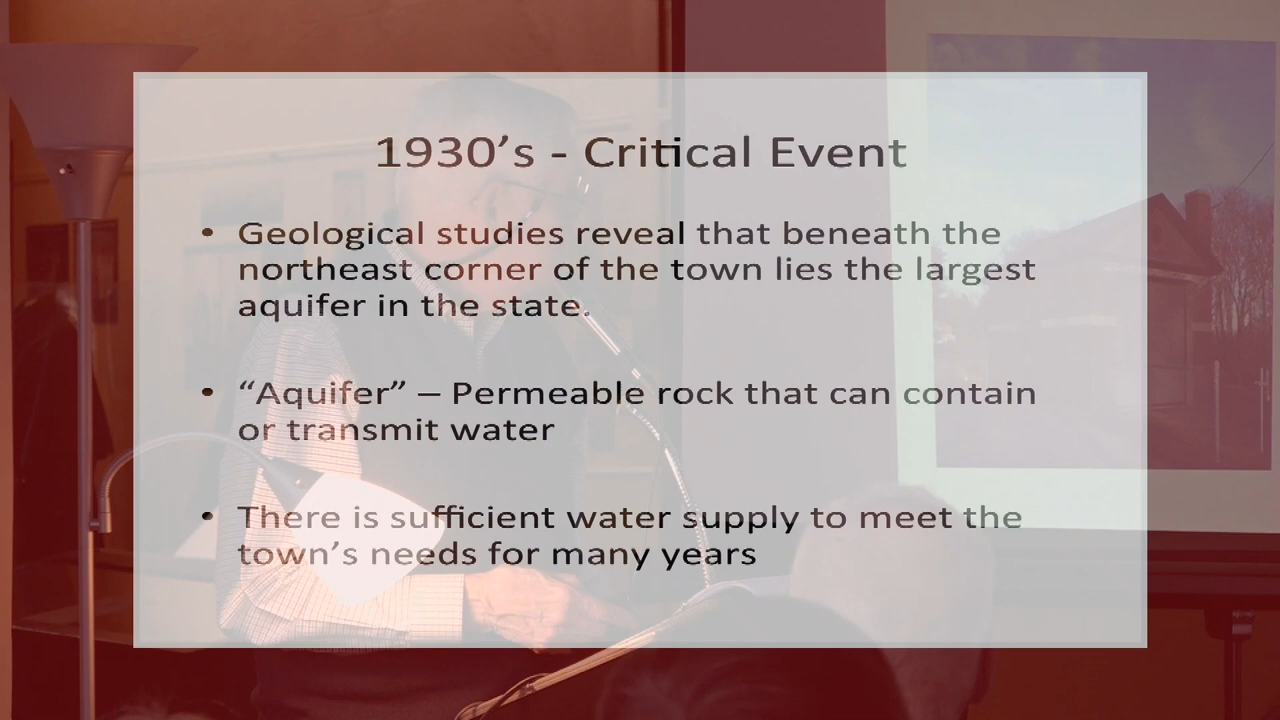 1930’s - Critical Event
• Geological studies reveal that beneath the
northeast corner of the town lies the largest
aquifer in the state.
• “Aquifer” – Permeable rock that can contain
or transmit water
• There is sufficient water supply to meet the
town’s needs for many years